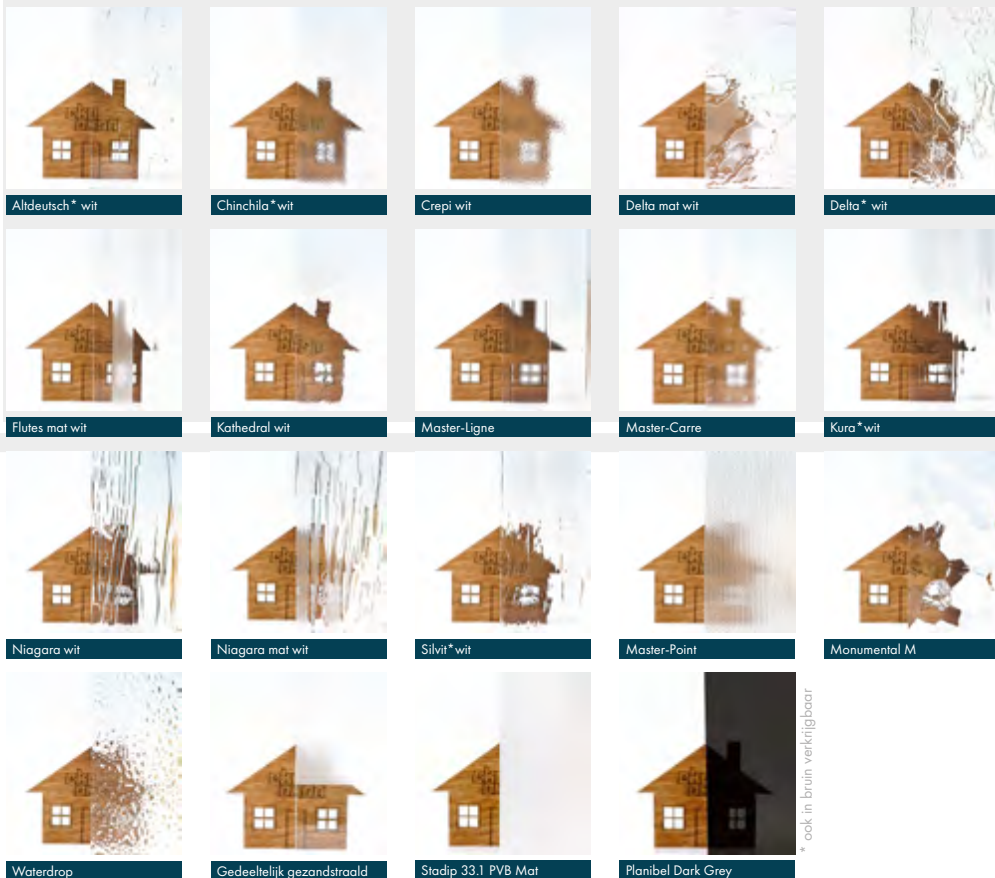 Altdeutsch* wit
Chinchila*wit
Crepi wit
Delta mat wit
Delta* wit
Flutes mat wit
Kathedral wit
Master-Ligne
Master-Carre
Kura*wit
Niagara wit
Niagara mat wit
Silvit*wit
Master-Point
Monumental M
Waterdrop
Gedeeltelijk gezandstraald
Stadip 33.1 PVB Mat
Planibel Dark Grey
* ook in bruin verkrijgbaar